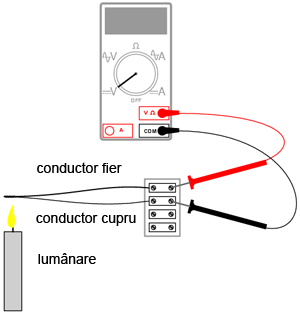 Ω
V A
V A
OFF
V Ω
A COM
conductor fier
conductor cupru
lumânare